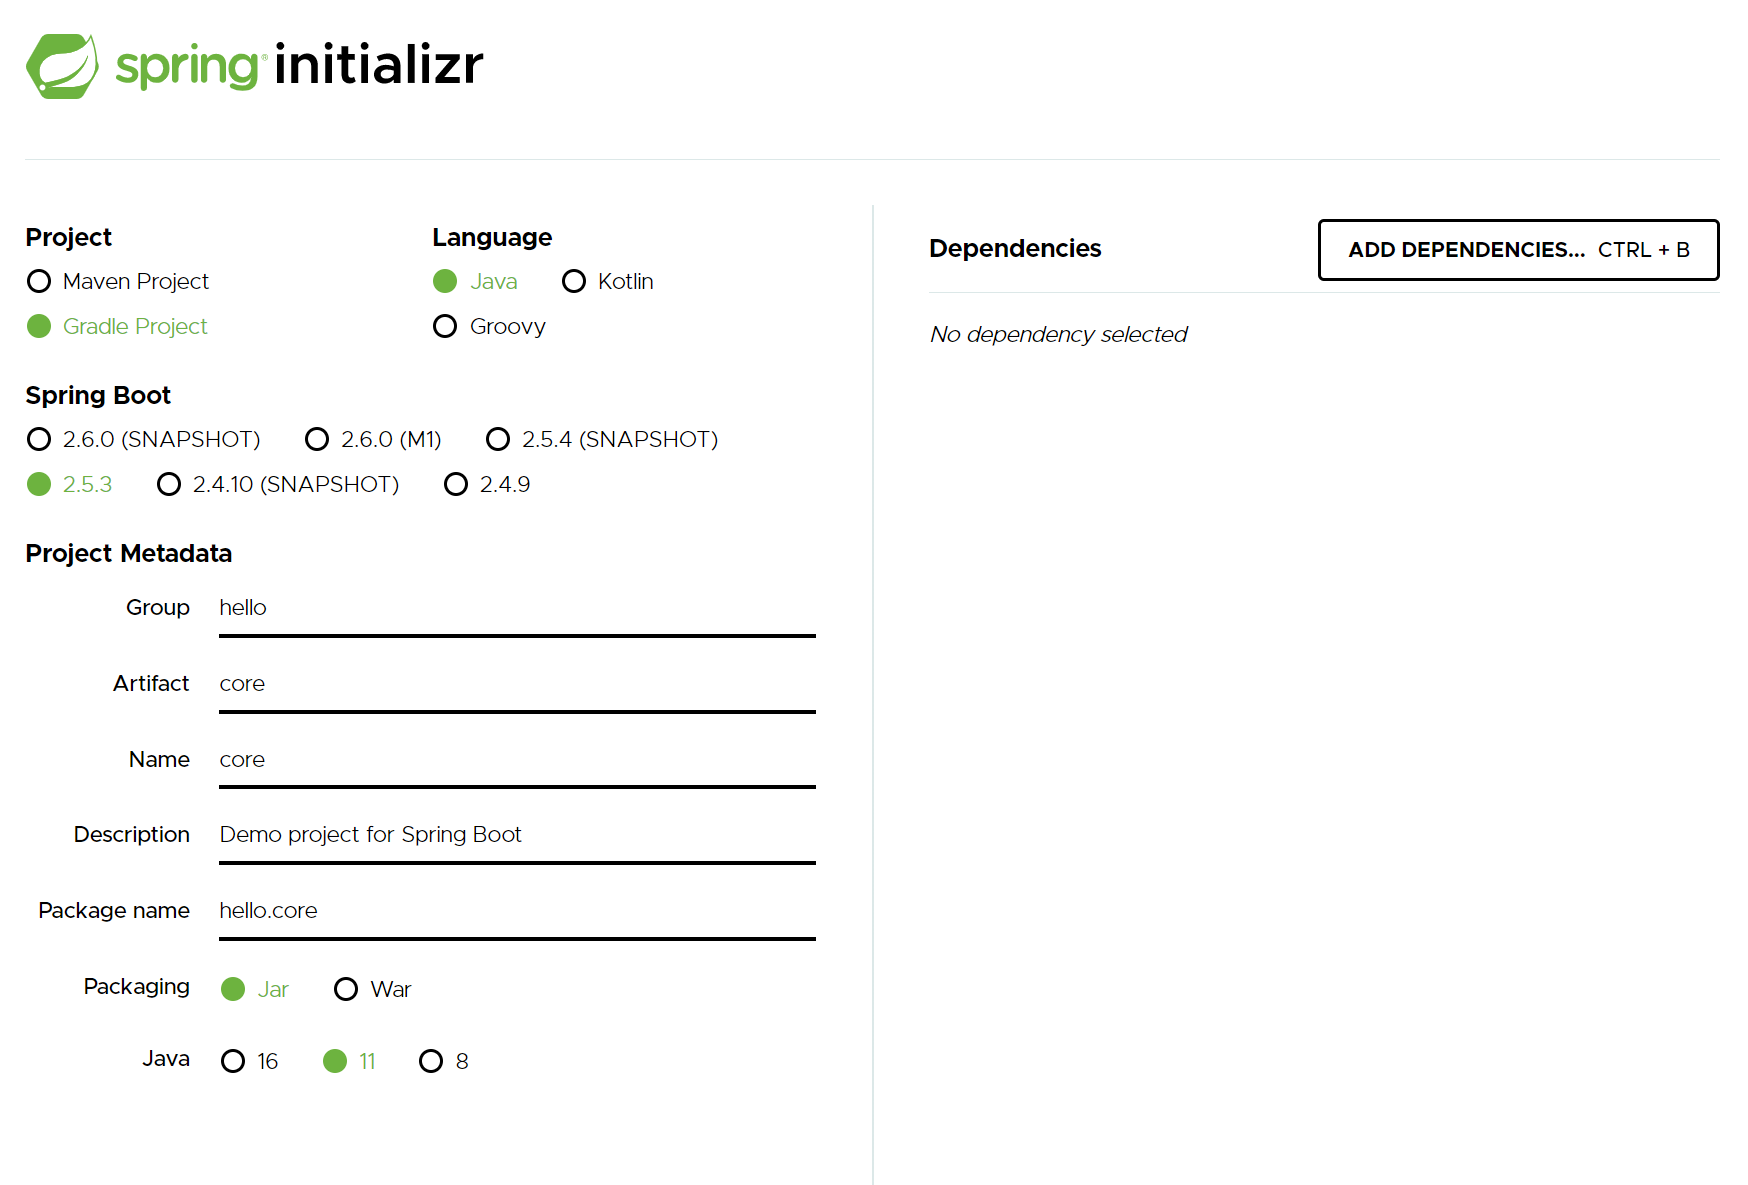 spring® initializr
Project
Maven Project
Gradle Project
Language
Java Kotlin
Groovy
Spring Boot
2.6.0 (SNAPSHOT) 2.6.0 (M1) 2.5.4 (SNAPSHOT)
2.5.3 2.4.10 (SNAPSHOT) 2.4.9
Project Metadata
Group hello
Artifact core
Name core
Description Demo project for Spring Boot
Package name hello.core
Packaging Jar War
Java 16 11 8
Dependencies ADD DEPENDENCIES... CTRL + B
No dependency selected